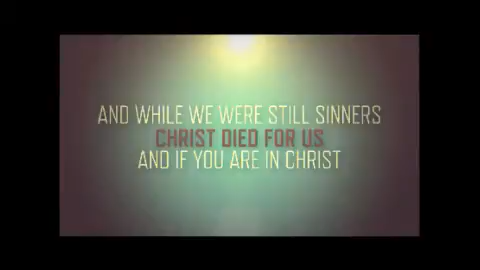 AND WHILE WE WERE STILL SINNERS
CHRIST DIED FOR US
AND IF YOU ARE IN CHRIST